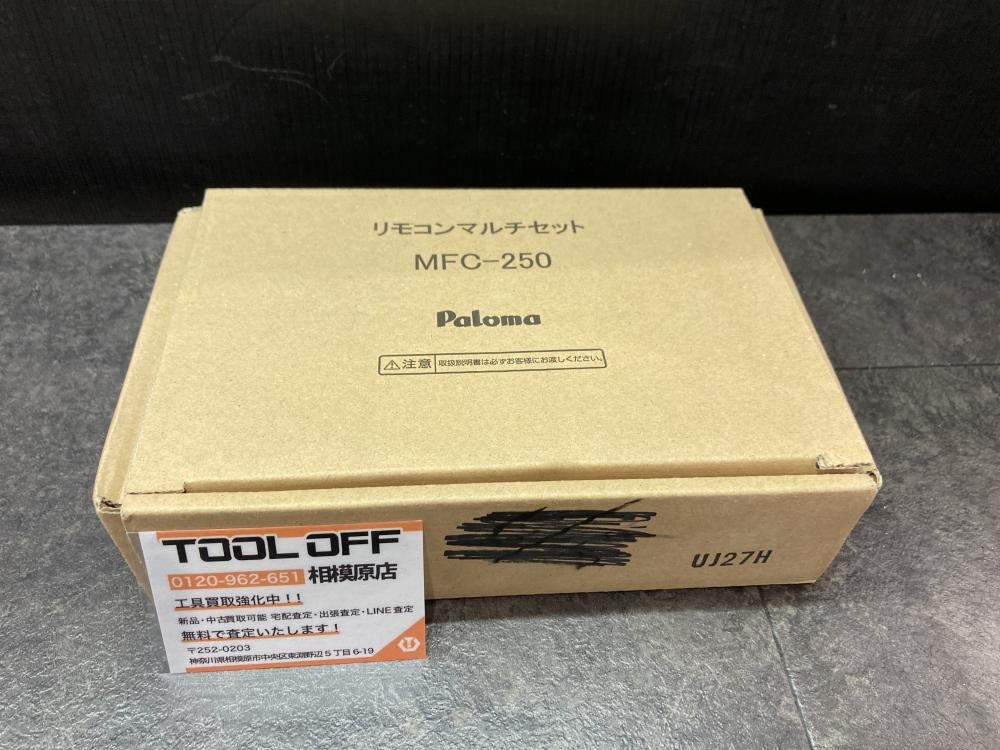 リモコンマルチセット
MFC-250
Paloma
⚠注意 取扱説明書は必ずお客様にお渡しください。
UJ27H
TOOL OFF
0120-962-651 相模原店
工具買取強化中!!
新品・中古買取可能 宅配査定・出張査定・LINE査定
無料で査定いたします!
〒252-0203
神奈川県相模原市中央区東淵野辺5丁目6-19